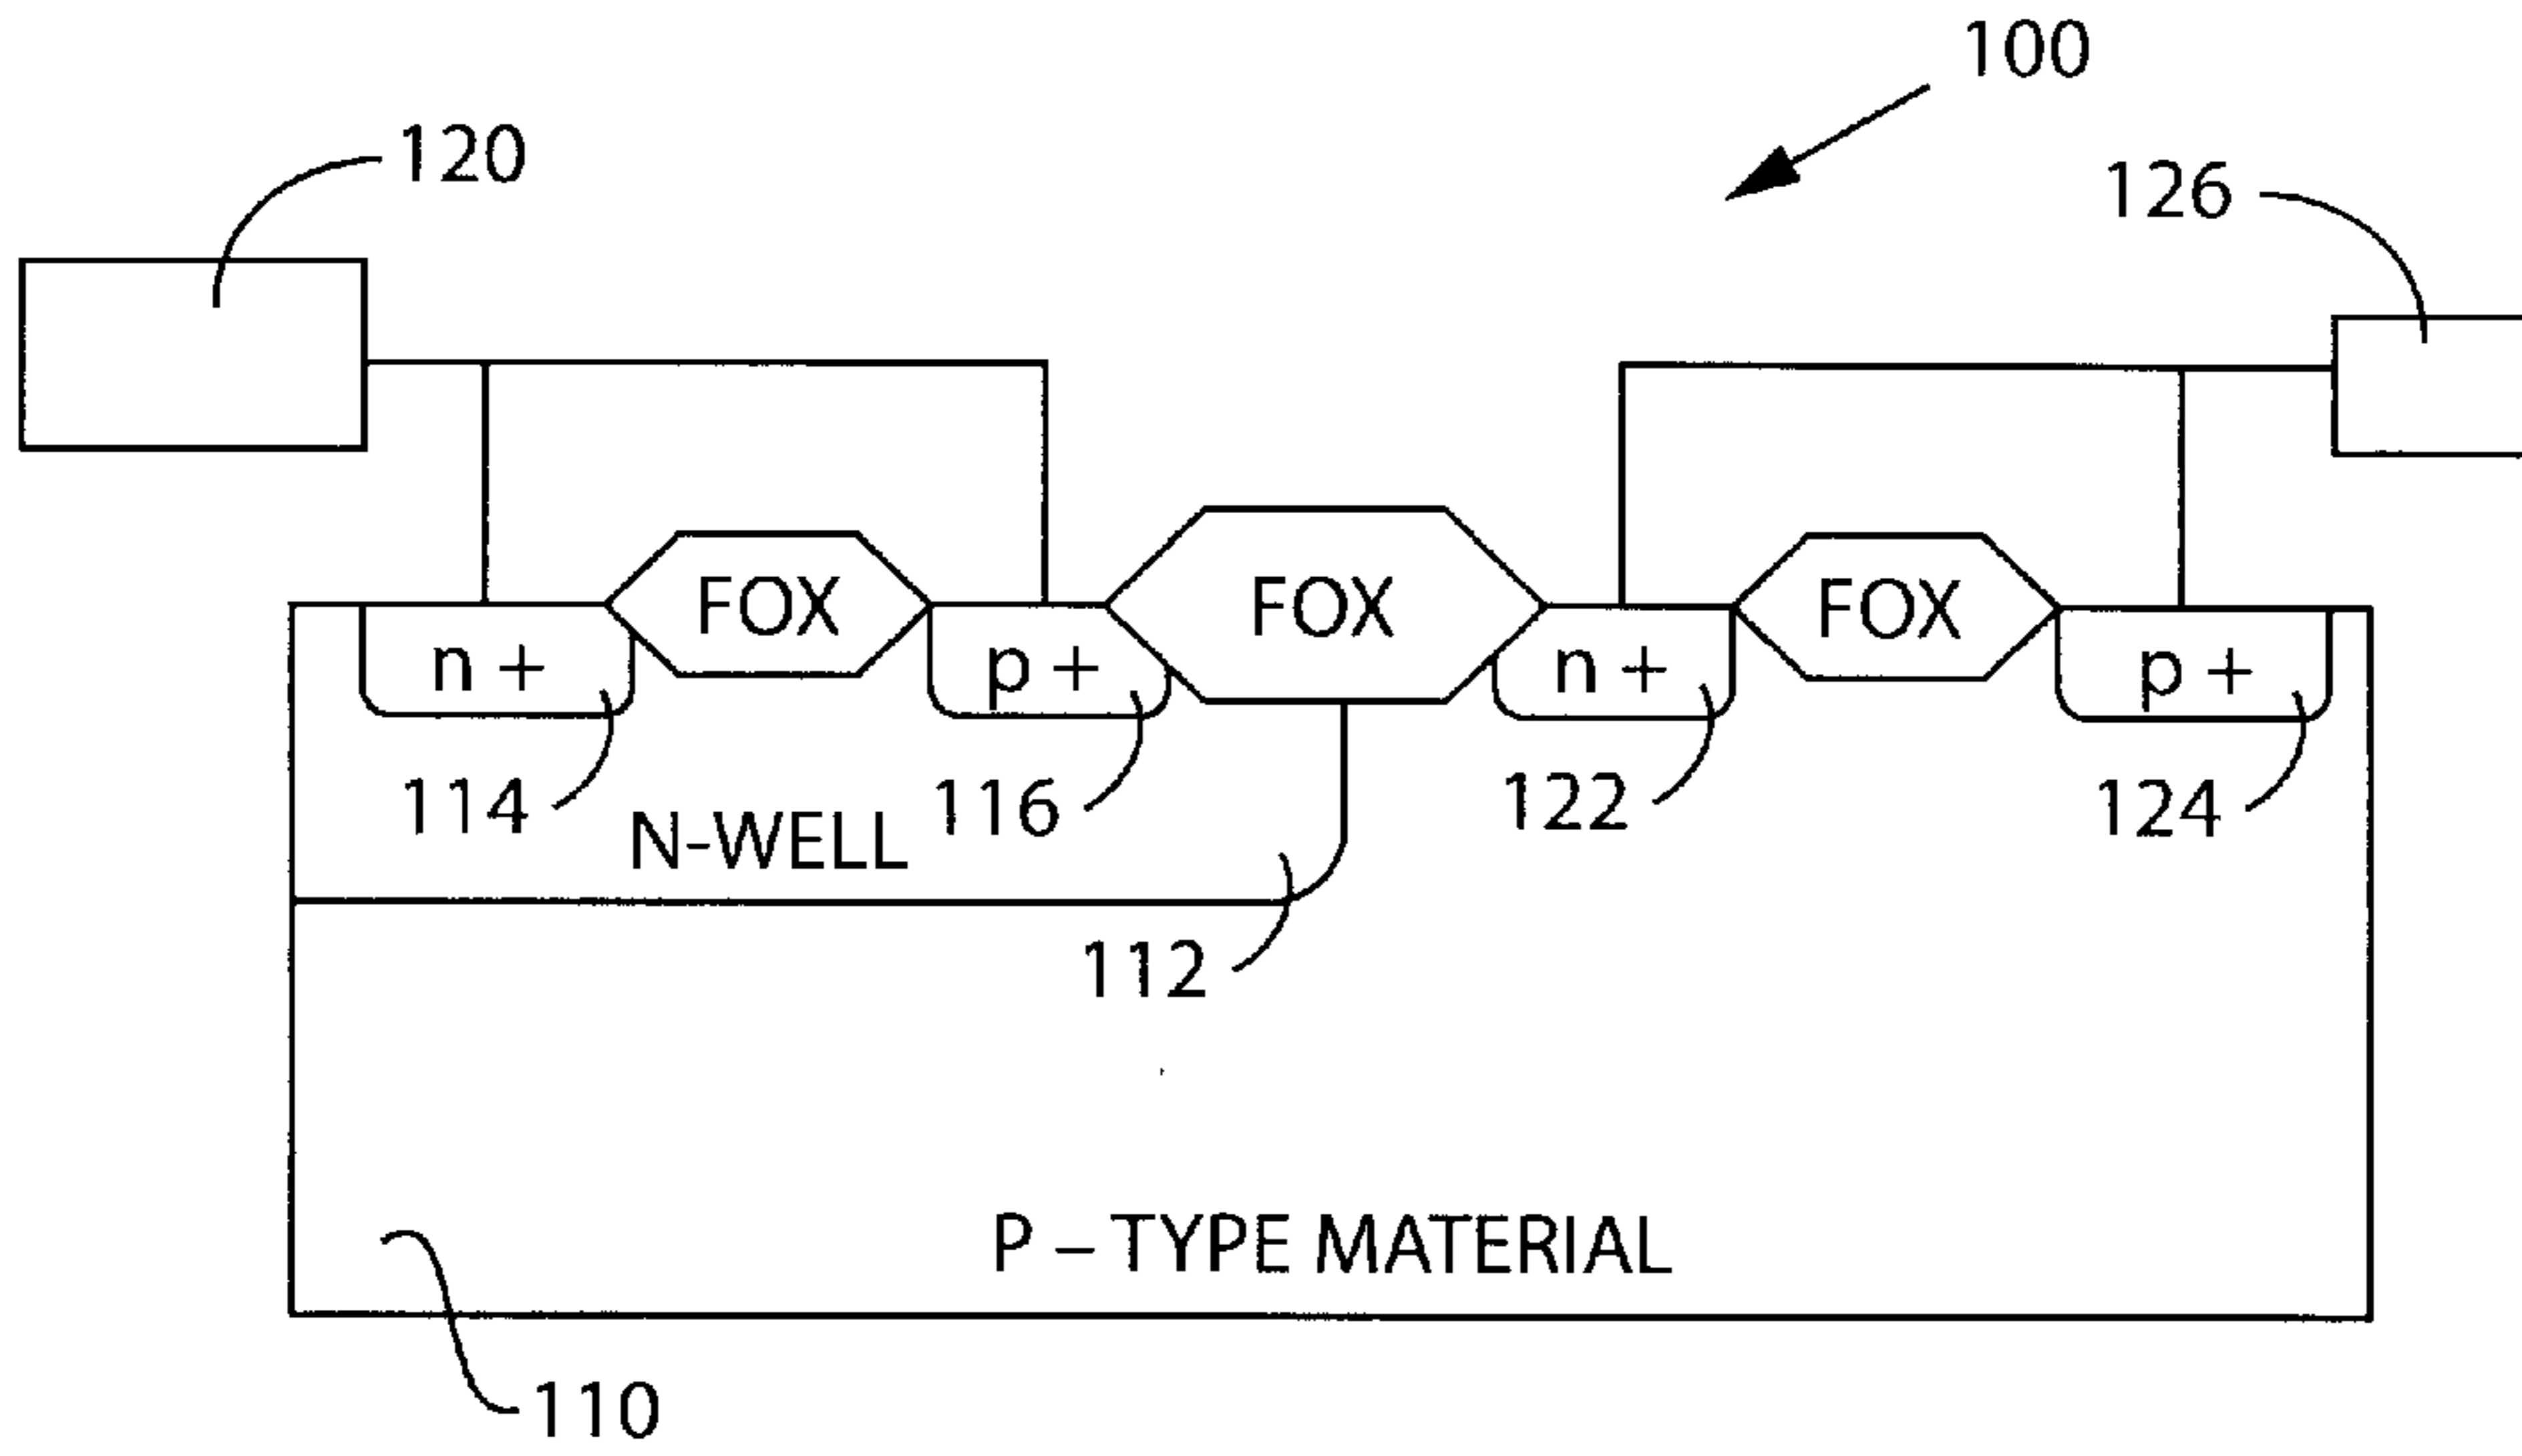 100
120
126
FOX FOX FOX
n + p + n + p +
114 116 122 124
N-WELL
112
P – TYPE MATERIAL
110